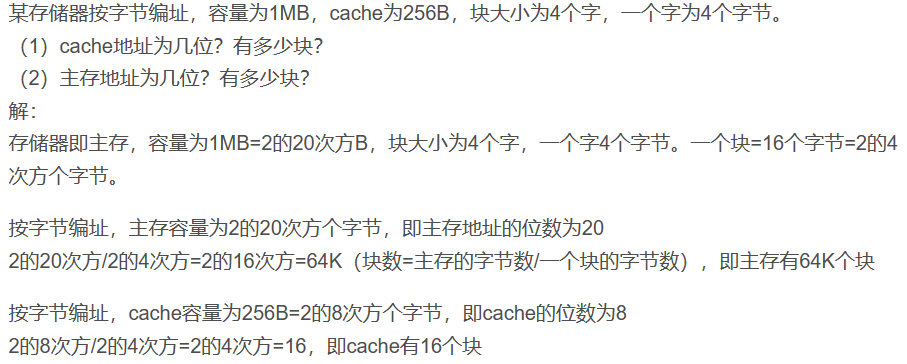 某存储器按字节编址，容量为1MB，cache为256B，块大小为4个字，一个字为4个字节。
（1）cache地址为几位？有多少块？
（2）主存地址为几位？有多少块？
解：
存储器即主存，容量为1MB=2的20次方B，块大小为4个字，一个字4个字节。一个块=16个字节=2的4
次方个字节。
按字节编址，主存容量为2的20次方个字节，即主存地址的位数为20
2的20次方/2的4次方=2的16次方=64K（块数=主存的字节数/一个块的字节数），即主存有64K个块
按字节编址，cache容量为256B=2的8次方个字节，即cache的位数为8
2的8次方/2的4次方=2的4次方=16，即cache有16个块